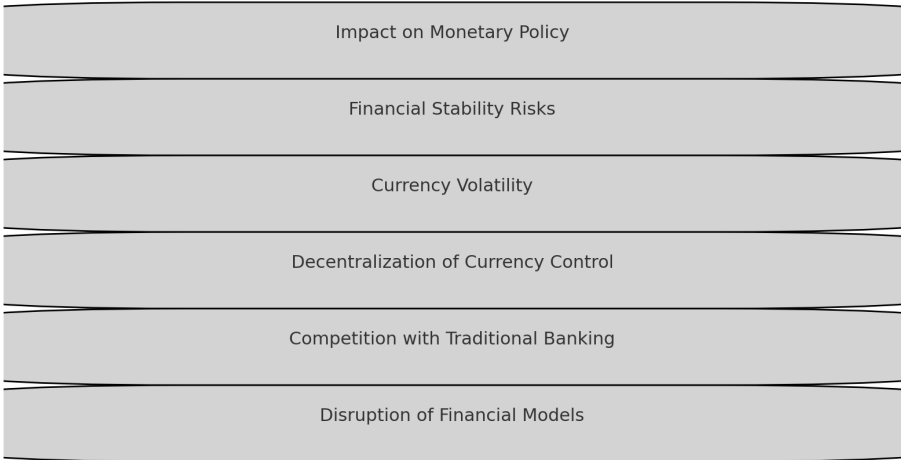 Impact on Monetary Policy
Financial Stability Risks
Currency Volatility
Decentralization of Currency Control
Competition with Traditional Banking
Disruption of Financial Models